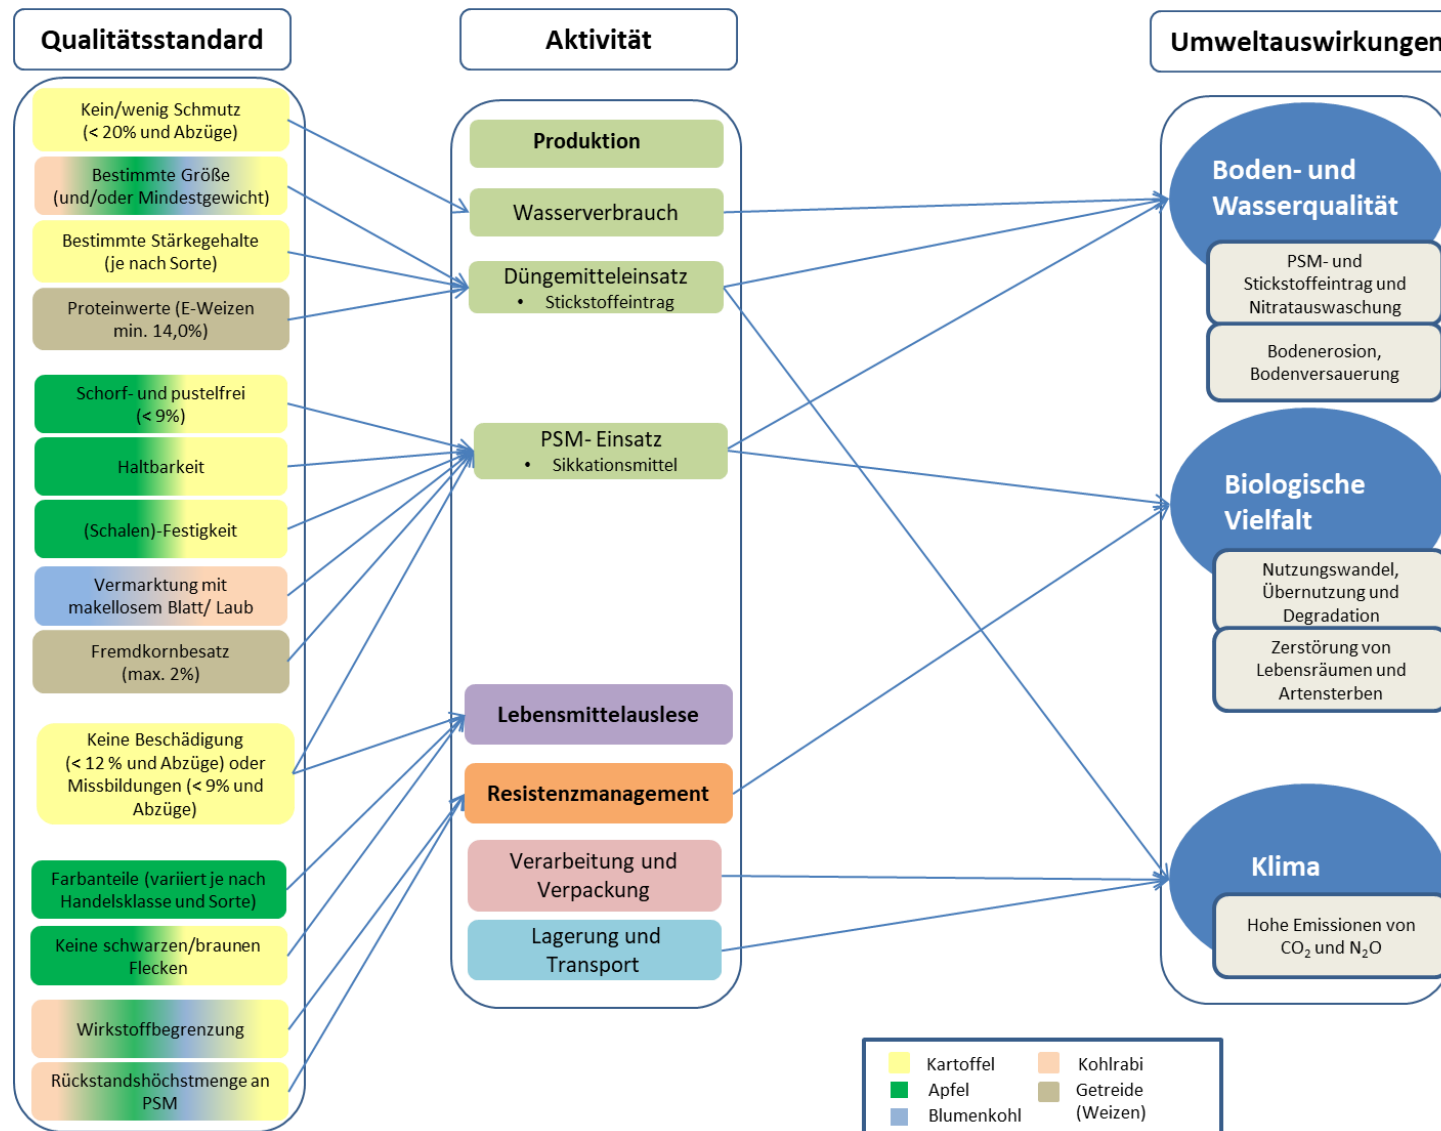 Qualitätsstandard
Kein/wenig Schmutz
(< 20% und Abzüge)
Bestimmte Größe
(und/oder Mindestgewicht)
Bestimmte Stärkegehalte
(je nach Sorte)
Proteinwerte (E-Weizen
min. 14,0%)
Schorf- und pustelfrei
(< 9%)
Haltbarkeit
(Schalen)-Festigkeit
Vermarktung mit
makellosem Blatt/ Laub
Fremdkornbesatz
(max. 2%)
Keine Beschädigung
(< 12 % und Abzüge) oder
Missbildungen (< 9% und
Abzüge)
Farbanteile (variiert je nach
Handelsklasse und Sorte)
Keine schwarzen/braunen
Flecken
Wirkstoffbegrenzung
Rückstandshöchstmenge an
PSM
Aktivität
Produktion
Wasserverbrauch
Düngemitteleinsatz
• Stickstoffeintrag
PSM- Einsatz
• Sikkationsmittel
Lebensmittelauslese
Resistenzmanagement
Verarbeitung und
Verpackung
Lagerung und
Transport
Umweltauswirkungen
Boden- und
Wasserqualität
PSM- und
Stickstoffeintrag und
Nitratauswaschung
Bodenerosion,
Bodenversauerung
Biologische
Vielfalt
Nutzungswandel,
Übernutzung und
Degradation
Zerstörung von
Lebensräumen und
Artensterben
Klima
Hohe Emissionen von
CO₂ und N₂O
Kartoffel
Apfel
Blumenkohl
Kohlrabi
Getreide
(Weizen)